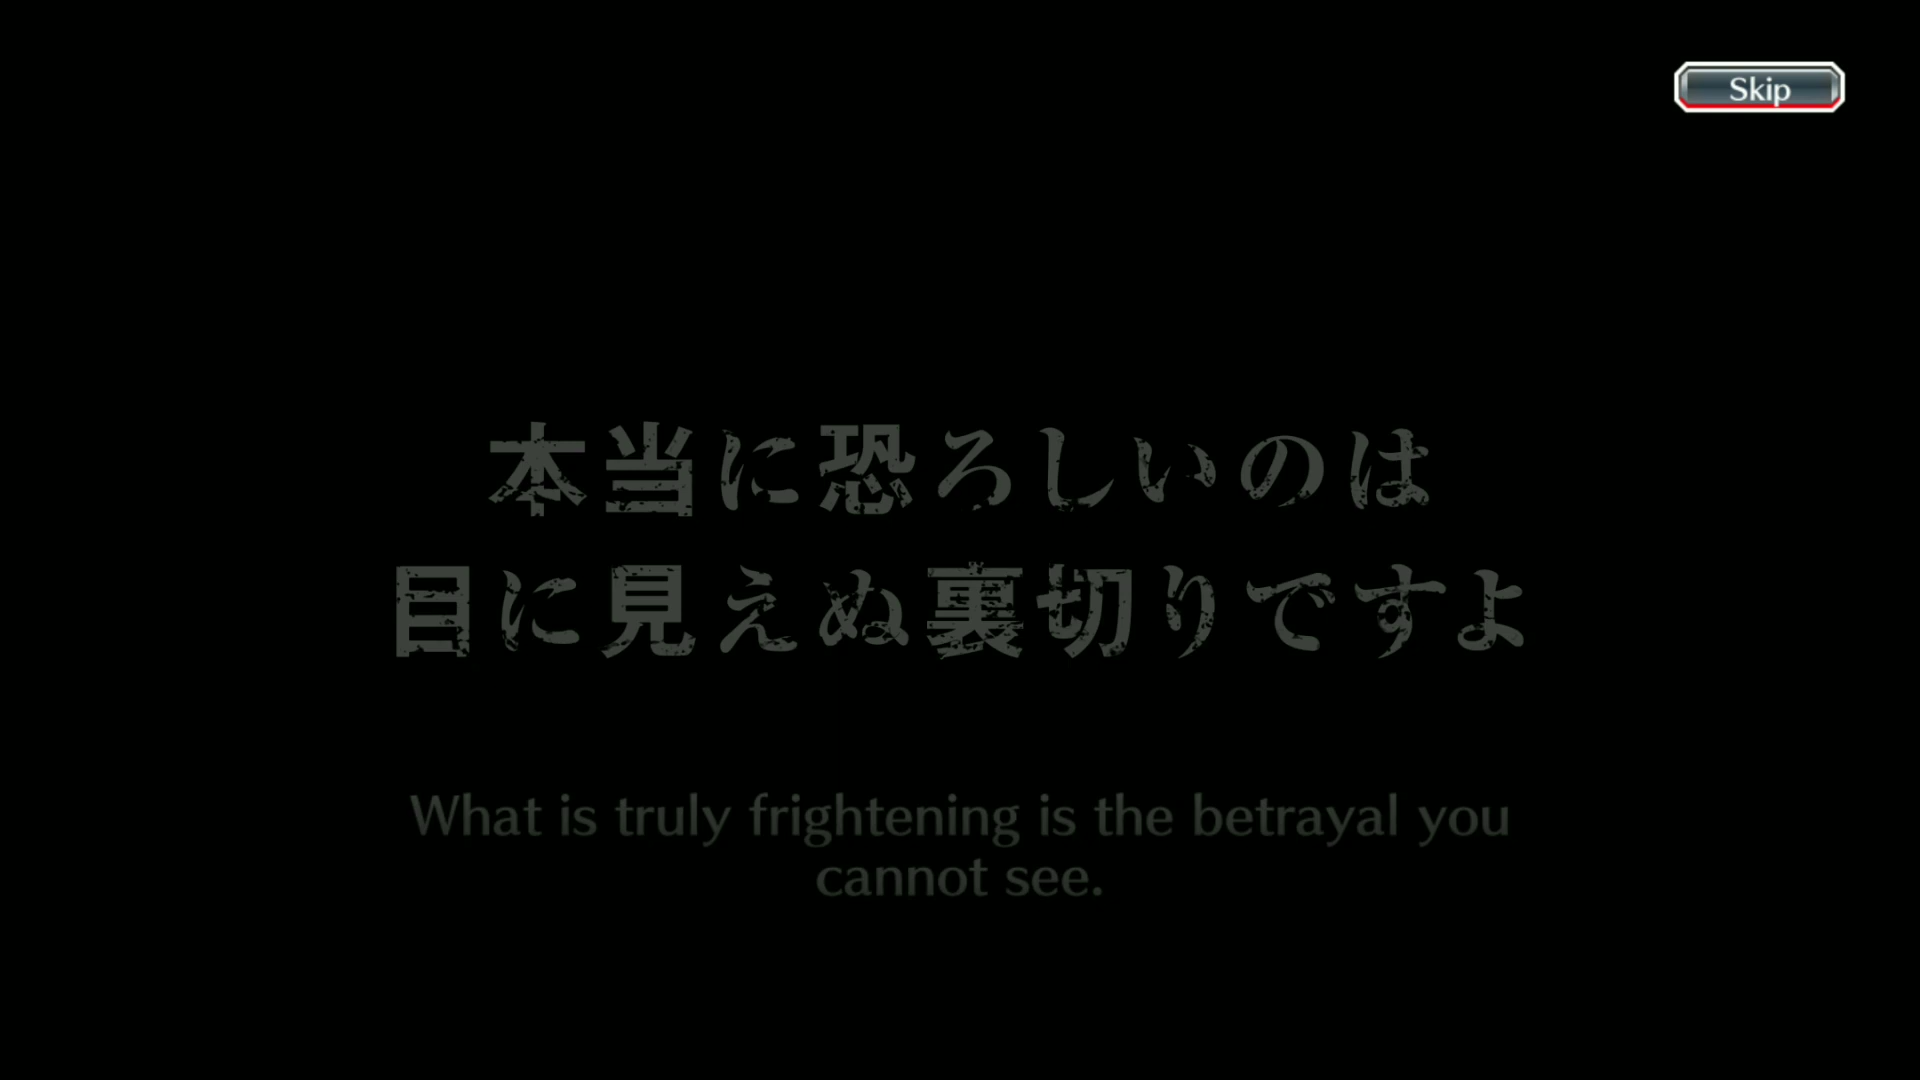 Skip
本当に恐ろしいのは
目に見えぬ裏切りですよ
What is truly frightening is the betrayal you
cannot see.